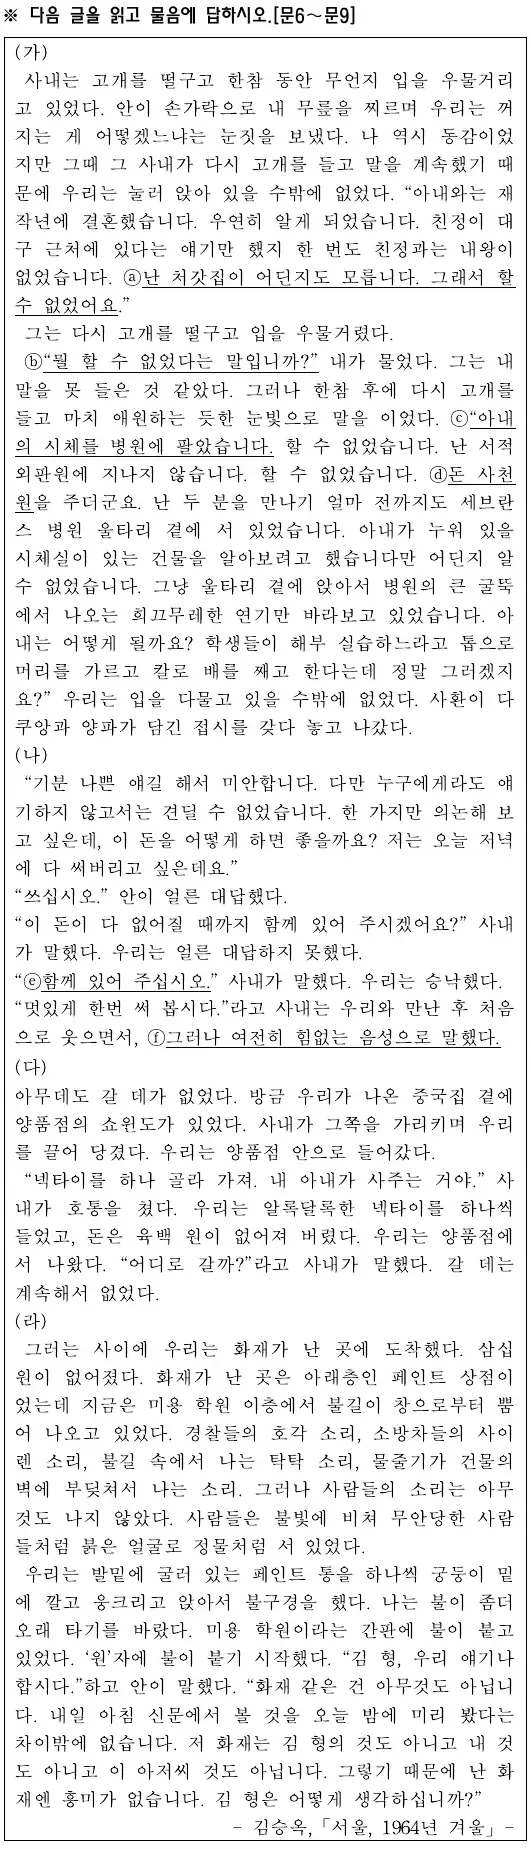 ※ 다음 글을 읽고 물음에 답하시오.[문6～문9]
(가)
사내는 고개를 떨구고 한참 동안 무언지 입을 우물거리
고 있었다. 안이 손가락으로 내 무릎을 찌르며 우리는 꺼
지는 게 어떻겠느냐는 눈짓을 보냈다. 나 역시 동감이었
지만 그때 그 사내가 다시 고개를 들고 말을 계속했기 때
문에 우리는 눌러 앉아 있을 수밖에 없었다. “아내와는 재
작년에 결혼했습니다. 우연히 알게 되었습니다. 친정이 대
구 근처에 있다는 얘기만 했지 한 번도 친정과는 내왕이
없었습니다. ⓐ난 처갓집이 어딘지도 모릅니다. 그래서 할
수 없었어요.”
그는 다시 고개를 떨구고 입을 우물거렸다.
ⓑ“뭘 할 수 없었다는 말입니까?” 내가 물었다. 그는 내
말을 못 들은 것 같았다. 그러나 한참 후에 다시 고개를
들고 마치 애원하는 듯한 눈빛으로 말을 이었다. ⓒ“아내
의 시체를 병원에 팔았습니다. 할 수 없었습니다. 난 서적
외판원에 지나지 않습니다. 할 수 없었습니다. ⓓ돈 사천
원을 주더군요. 난 두 분을 만나기 얼마 전까지도 세브란
스 병원 울타리 곁에 서 있었습니다. 아내가 누워 있을
시체실이 있는 건물을 알아보려고 했습니다만 어딘지 알
수 없었습니다. 그냥 울타리 곁에 앉아서 병원의 큰 굴뚝
에서 나오는 희끄무레한 연기만 바라보고 있었습니다. 아
내는 어떻게 될까요? 학생들이 해부 실습하느라고 톱으로
머리를 가르고 칼로 배를 째고 한다는데 정말 그러겠지
요?” 우리는 입을 다물고 있을 수밖에 없었다. 사환이 다
쿠앙과 양파가 담긴 접시를 갖다 놓고 나갔다.
(나)
“기분 나쁜 얘길 해서 미안합니다. 다만 누구에게라도 얘
기하지 않고서는 견딜 수 없었습니다. 한 가지만 의논해 보
고 싶은데, 이 돈을 어떻게 하면 좋을까요? 저는 오늘 저녁
에 다 써버리고 싶은데요.”
“쓰십시오.” 안이 얼른 대답했다.
“이 돈이 다 없어질 때까지 함께 있어 주시겠어요?” 사내
가 말했다. 우리는 얼른 대답하지 못했다.
“ⓔ함께 있어 주십시오.” 사내가 말했다. 우리는 승낙했다.
“멋있게 한번 써 봅시다.”라고 사내는 우리와 만난 후 처음
으로 웃으면서, ⓕ그러나 여전히 힘없는 음성으로 말했다.
(다)
아무데도 갈 데가 없었다. 방금 우리가 나온 중국집 곁에
양품점의 쇼윈도가 있었다. 사내가 그쪽을 가리키며 우리
를 끌어 당겼다. 우리는 양품점 안으로 들어갔다.
“넥타이를 하나 골라 가져. 내 아내가 사주는 거야.” 사
내가 호통을 쳤다. 우리는 알록달록한 넥타이를 하나씩
들었고, 돈은 육백 원이 없어져 버렸다. 우리는 양품점에
서 나왔다. “어디로 갈까?”라고 사내가 말했다. 갈 데는
계속해서 없었다.
(라)
그러는 사이에 우리는 화재가 난 곳에 도착했다. 삼십
원이 없어졌다. 화재가 난 곳은 아래층인 페인트 상점이
었는데 지금은 미용 학원 이층에서 불길이 창으로부터 뿜
어 나오고 있었다. 경찰들의 호각 소리, 소방차들의 사이
렌 소리, 불길 속에서 나는 탁탁 소리, 물줄기가 건물의
벽에 부딪쳐서 나는 소리. 그러나 사람들의 소리는 아무
것도 나지 않았다. 사람들은 불빛에 비쳐 무안당한 사람
들처럼 붉은 얼굴로 정물처럼 서 있었다.
우리는 발밑에 굴러 있는 페인트 통을 하나씩 궁둥이 밑
에 깔고 웅크리고 앉아서 불구경을 했다. 나는 불이 좀더
오래 타기를 바랐다. 미용 학원이라는 간판에 불이 붙고
있었다. ‘원’자에 불이 붙기 시작했다. “김 형, 우리 얘기나
합시다.”하고 안이 말했다. “화재 같은 건 아무것도 아닙니
다. 내일 아침 신문에서 볼 것을 오늘 밤에 미리 봤다는
차이밖에 없습니다. 저 화재는 김 형의 것도 아니고 내 것
도 아니고 이 아저씨 것도 아닙니다. 그렇기 때문에 난 화
재엔 흥미가 없습니다. 김 형은 어떻게 생각하십니까?”
- 김승옥,「서울, 1964년 겨울」-